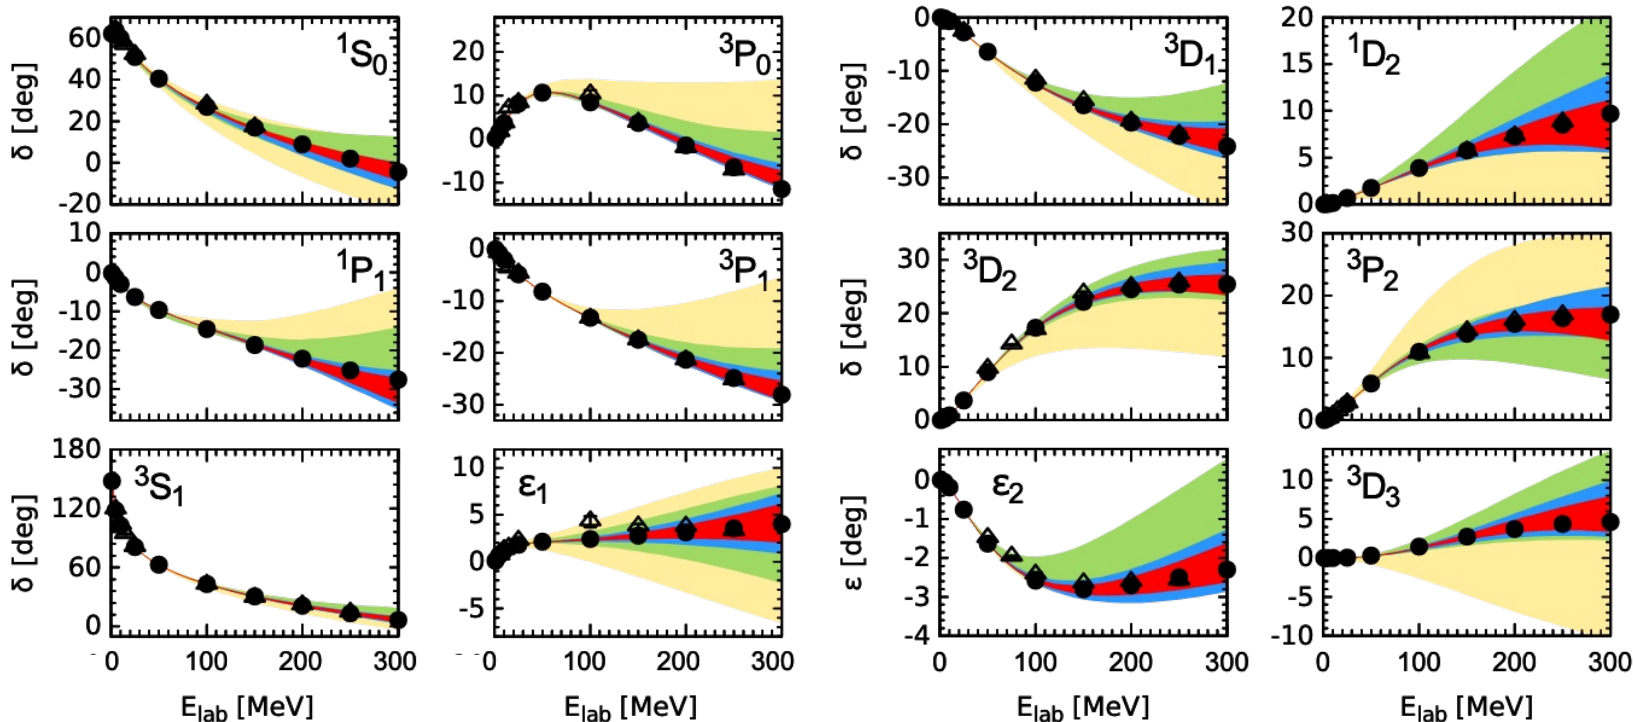 δ [deg]
60
40
20
0
-20
¹S₀
20
10
0
-10
³P₀
δ [deg]
0
-10
-20
-30
³D₁
20
15
10
5
0
¹D₂
δ [deg]
10
0
-10
-20
-30
¹P₁
0
-10
-20
-30
³P₁
δ [deg]
30
20
10
0
³D₂
30
20
10
0
³P₂
δ [deg]
180
120
60
0
³S₁
10
5
0
-5
ε₁
ε [deg]
0
-1
-2
-3
-4
ε₂
10
5
0
-5
-10
³D₃
0 100 200 300
0 100 200 300
0 100 200 300
0 100 200 300
E_lab [MeV]
E_lab [MeV]
E_lab [MeV]
E_lab [MeV]